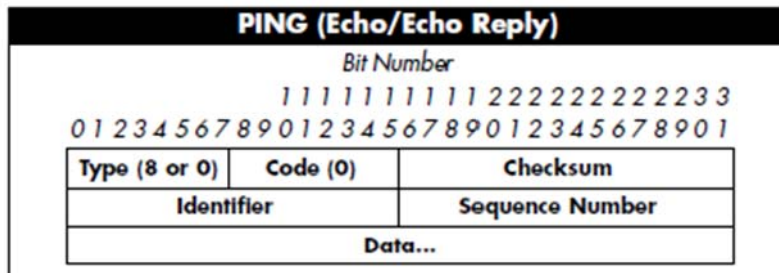 PING (Echo/Echo Reply)
Bit Number
1 1 1 1 1 1 1 1 1 1 2 2 2 2 2 2 2 2 2 2 3 3
0 1 2 3 4 5 6 7 8 9 0 1 2 3 4 5 6 7 8 9 0 1 2 3 4 5 6 7 8 9 0 1
Type (8 or 0) Code (0) Checksum
Identifier Sequence Number
Data...